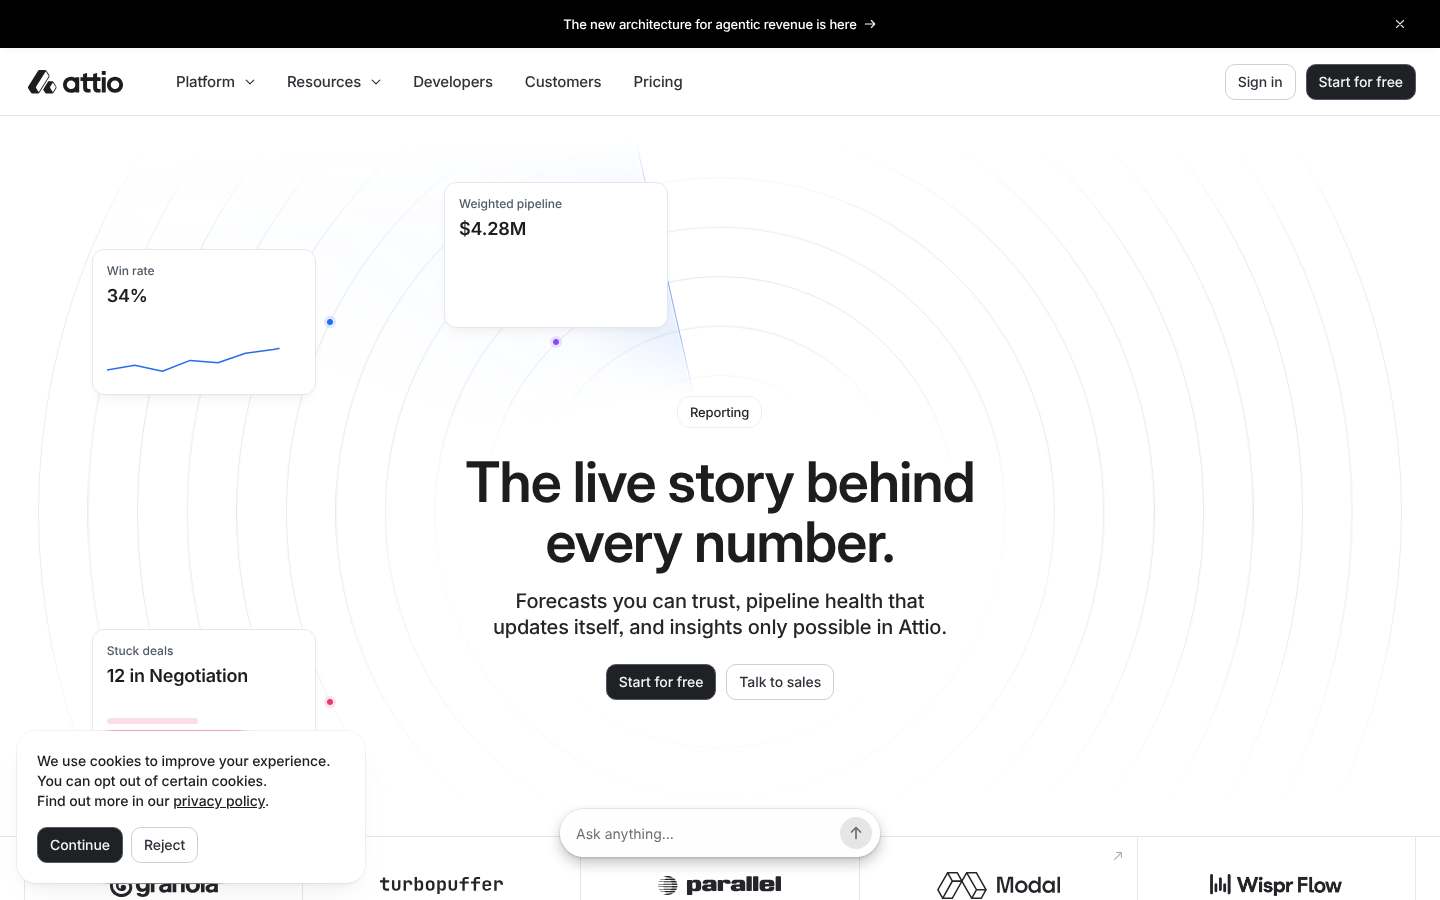 The new architecture for agentic revenue is here →
attio
Platform
Resources
Developers
Customers
Pricing
Sign in
Start for free
Weighted pipeline
$4.28M
Win rate
34%
Reporting
The live story behind
every number.
Forecasts you can trust, pipeline health that
updates itself, and insights only possible in Attio.
Start for free
Talk to sales
Stuck deals
12 in Negotiation
We use cookies to improve your experience.
You can opt out of certain cookies.
Find out more in our privacy policy.
Continue
Reject
Ask anything...
granola
turbopuffer
parallel
Modal
Wispr Flow